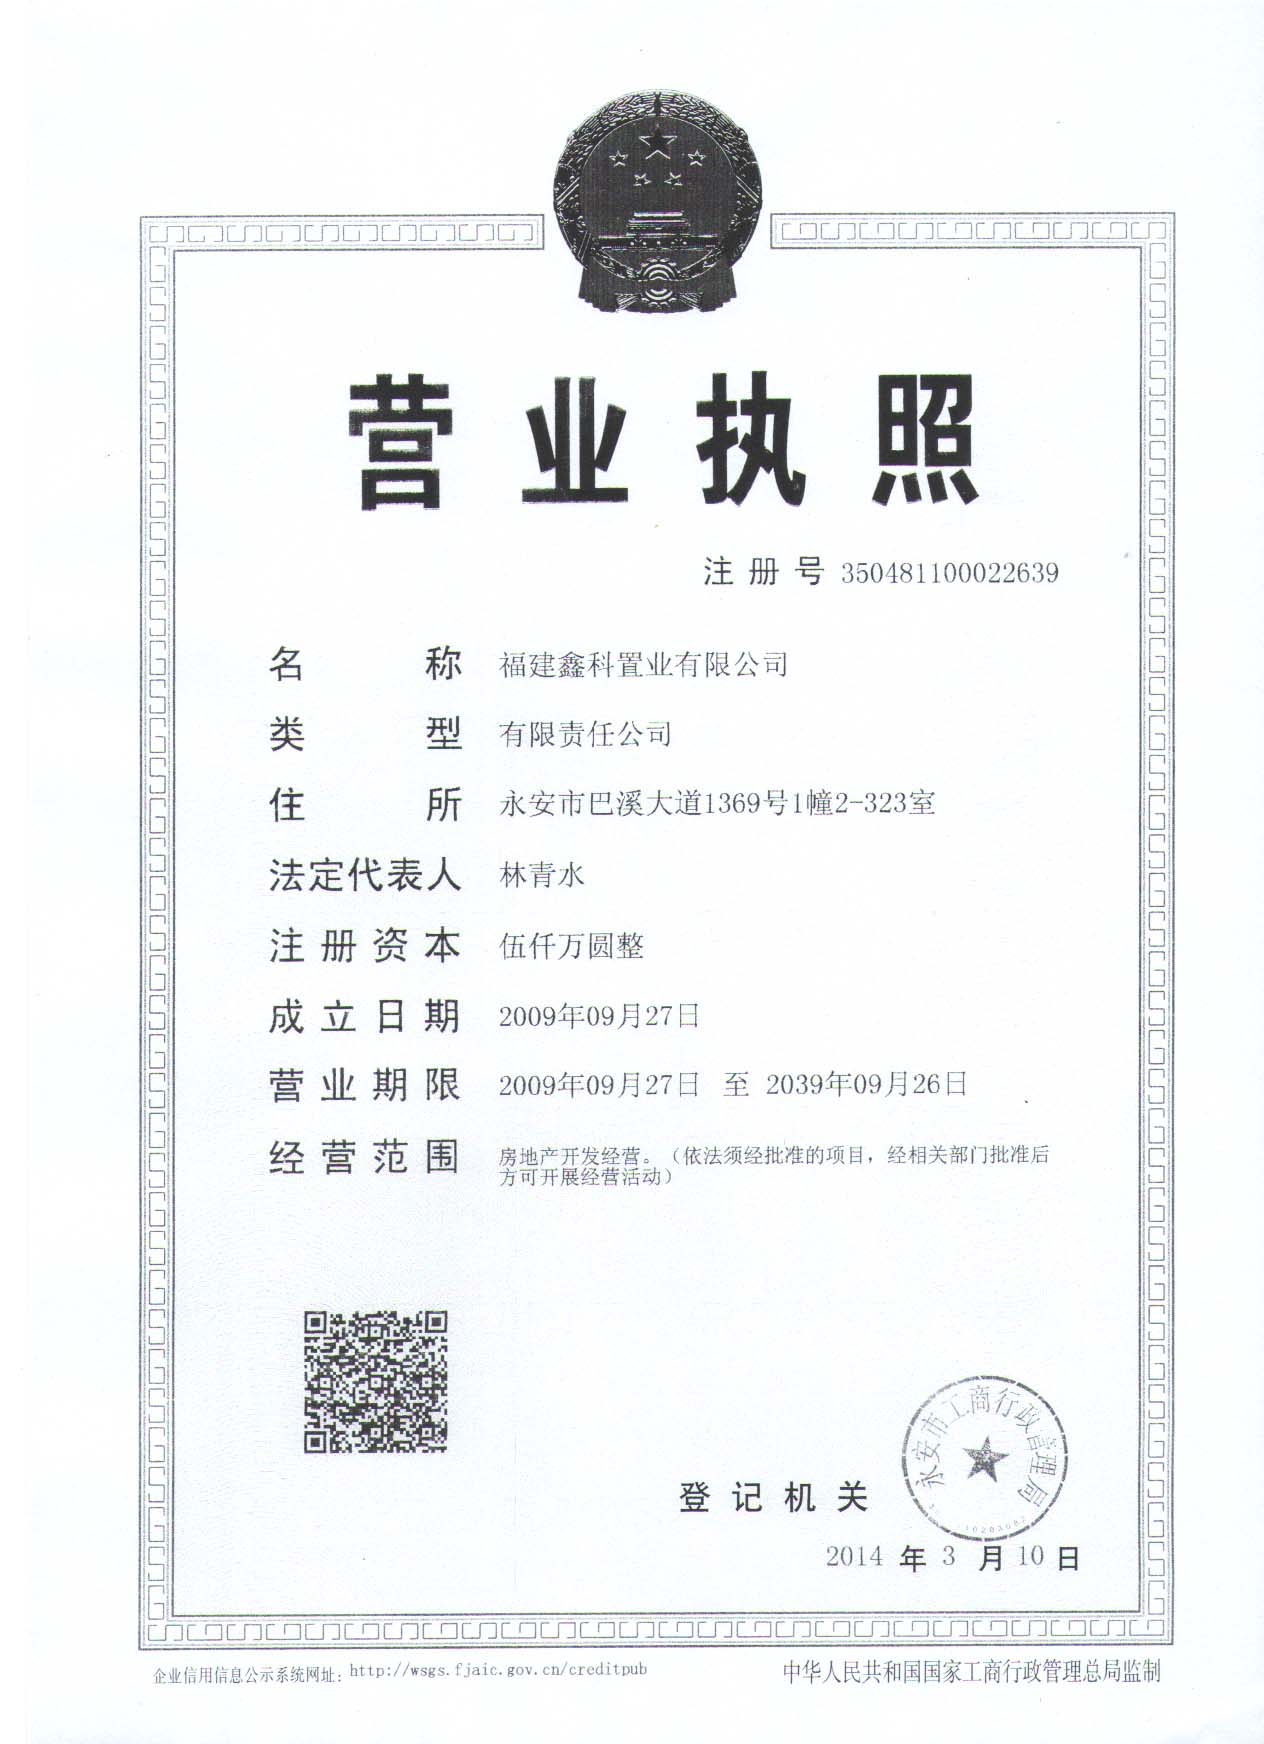 营业执照
注册号 350481100022639
名称 福建鑫科置业有限公司
类型 有限责任公司
住所 永安市巴溪大道1369号1幢2-323室
法定代表人 林青水
注册资本 伍仟万圆整
成立日期 2009年09月27日
营业期限 2009年09月27日 至 2039年09月26日
经营范围 房地产开发经营。（依法须经批准的项目，经相关部门批准后
方可开展经营活动）
永安市工商行政管理局
登记机关
2014 年 3 月 10 日
企业信用信息公示系统网址：http://wsgs.fjaic.gov.cn/creditpub
中华人民共和国国家工商行政管理总局监制